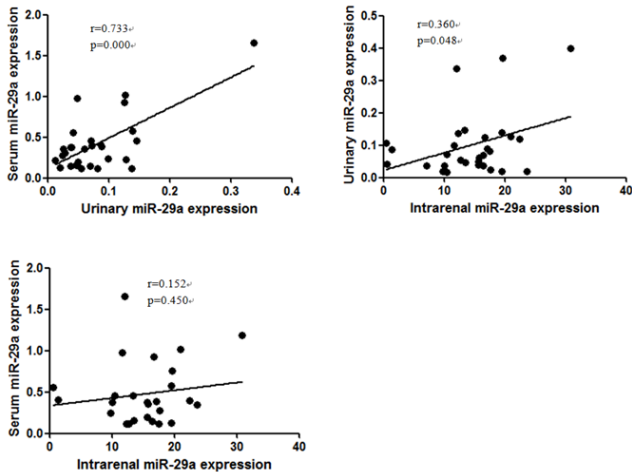 r=0.733
p=0.000
Serum miR-29a expression
2.0
1.5
1.0
0.5
0.0
0.0 0.1 0.2 0.3 0.4
Urinary miR-29a expression
r=0.360
p=0.048
Urinary miR-29a expression
0.5
0.4
0.3
0.2
0.1
0.0
0 10 20 30 40
Intrarenal miR-29a expression
r=0.152
p=0.450
Serum miR-29a expression
2.0
1.5
1.0
0.5
0.0
0 10 20 30 40
Intrarenal miR-29a expression